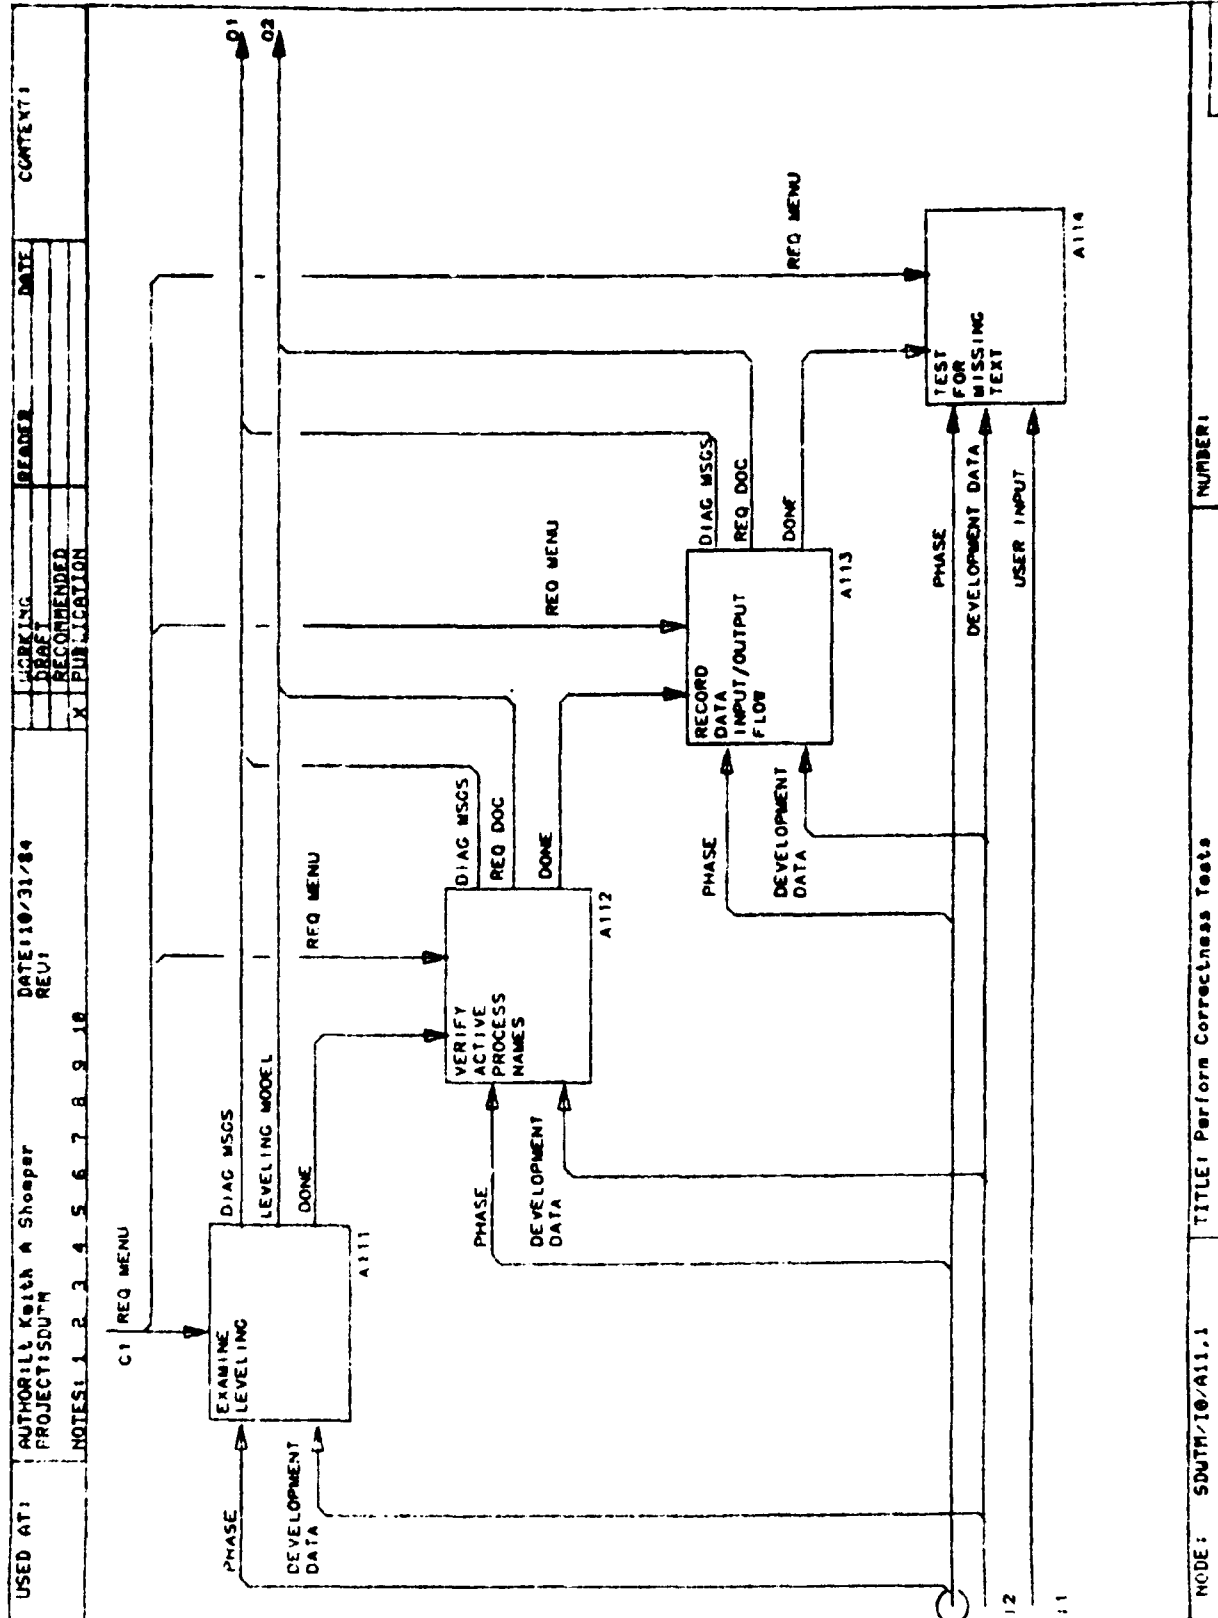 USED AT:
AUTHOR:Lt Keith A Shomper
PROJECT:SDWTM
NOTES: 1 2 3 4 5 6 7 8 9 10
DATE:10/31/84
REV:
WORKING
DRAFT
RECOMMENDED
X PUBLICATION
READER
DATE
CONTEXT:
C1 REQ MENU
EXAMINE
LEVELING
A111
PHASE
DEVELOPMENT
DATA
DIAG MSGS
LEVELING MODEL
DONE
O1
O2
REQ MENU
VERIFY
ACTIVE
PROCESS
NAMES
A112
PHASE
DEVELOPMENT
DATA
DIAG MSGS
REQ DOC
DONE
REQ MENU
RECORD
DATA
INPUT/OUTPUT
FLOW
A113
PHASE
DEVELOPMENT
DATA
DIAG MSGS
REQ DOC
DONE
REQ MENU
TEST
FOR
MISSING
TEXT
A114
PHASE
DEVELOPMENT DATA
USER INPUT
I2
I1
NODE: SDWTM/I0/A11.1
TITLE: Perform Correctness Tests
NUMBER: